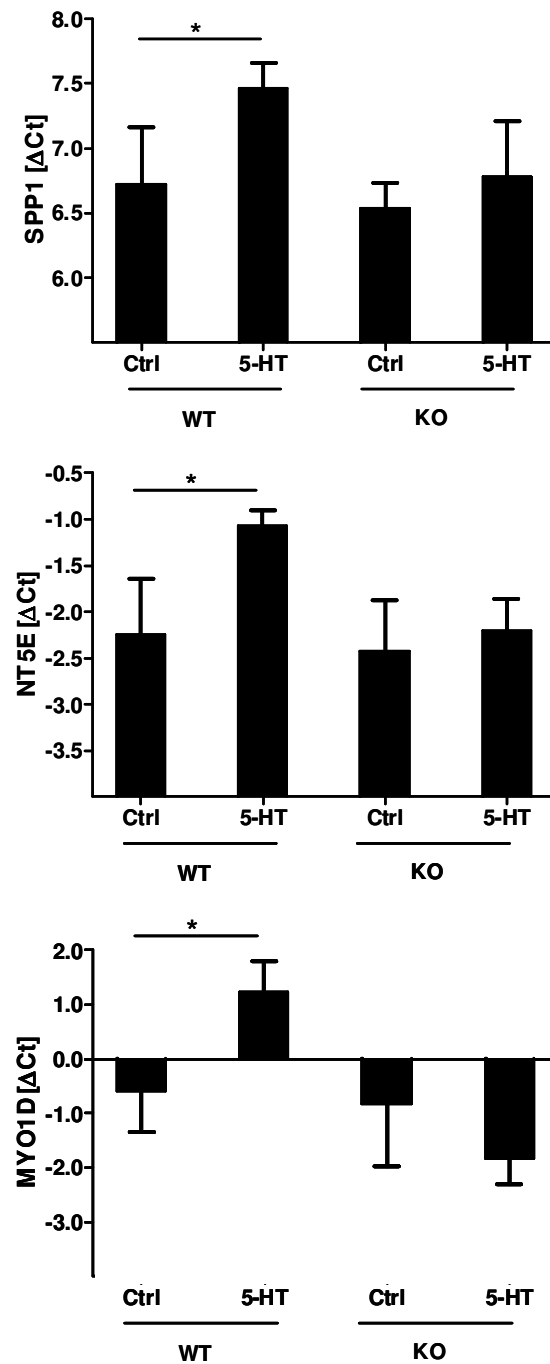 SPP1 [ΔCt]
8.0
7.5
7.0
6.5
6.0
*
Ctrl 5-HT Ctrl 5-HT
WT KO
NT5E [ΔCt]
-0.5
-1.0
-1.5
-2.0
-2.5
-3.0
-3.5
*
Ctrl 5-HT Ctrl 5-HT
WT KO
MYO1D [ΔCt]
2.0
1.0
0.0
-1.0
-2.0
-3.0
*
Ctrl 5-HT Ctrl 5-HT
WT KO